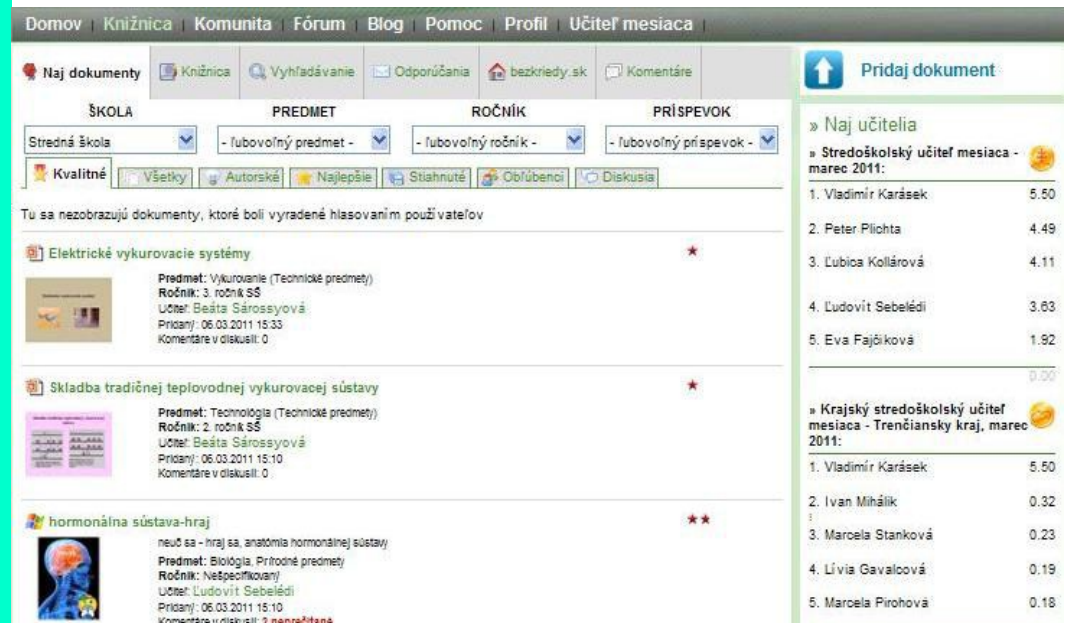 Domov | Knižnica | Komunita | Fórum | Blog | Pomoc | Profil | Učiteľ mesiaca |
Naj dokumenty Knižnica Vyhľadávanie Odporúčania bezkriedy.sk Komentáre
ŠKOLA PREDMET ROČNÍK PRÍSPEVOK
Stredná škola - ľubovoľný predmet - - ľubovoľný ročník - - ľubovoľný príspevok -
Kvalitné Všetky Autorské Najlepšie Stiahnuté Obľúbenci Diskusia
Tu sa nezobrazujú dokumenty, ktoré boli vyradené hlasovaním používateľov
Elektrické vykurovacie systémy
Predmet: Vykurovanie (Technické predmety)
Ročník: 3. ročník SŠ
Učiteľ: Beáta Sárossyová
Pridaný: 06.03.2011 15:33
Komentáre v diskusii: 0
Skladba tradičnej teplovodnej vykurovacej sústavy
Predmet: Technológia (Technické predmety)
Ročník: 2. ročník SŠ
Učiteľ: Beáta Sárossyová
Pridaný: 06.03.2011 15:10
Komentáre v diskusii: 0
hormonálna sústava-hraj
neuč sa - hraj sa, anatómia hormonálnej sústavy
Predmet: Biológia, Prírodné predmety
Ročník: Nešpecifikovaný
Učiteľ: Ľudovít Sebelédi
Pridaný: 06.03.2011 15:10
Komentáre v diskusii: 2 neprečítané
Pridaj dokument
» Naj učitelia
» Stredoškolský učiteľ mesiaca -
marec 2011:
1. Vladimír Karásek 5.50
2. Peter Plichta 4.49
3. Ľubica Kollárová 4.11
4. Ľudovít Sebelédi 3.63
5. Eva Fajčíková 1.92
0.00
» Krajský stredoškolský učiteľ
mesiaca - Trenčiansky kraj, marec
2011:
1. Vladimír Karásek 5.50
2. Ivan Mihálik 0.32
3. Marcela Stanková 0.23
4. Lívia Gavalcová 0.19
5. Marcela Pirohová 0.18